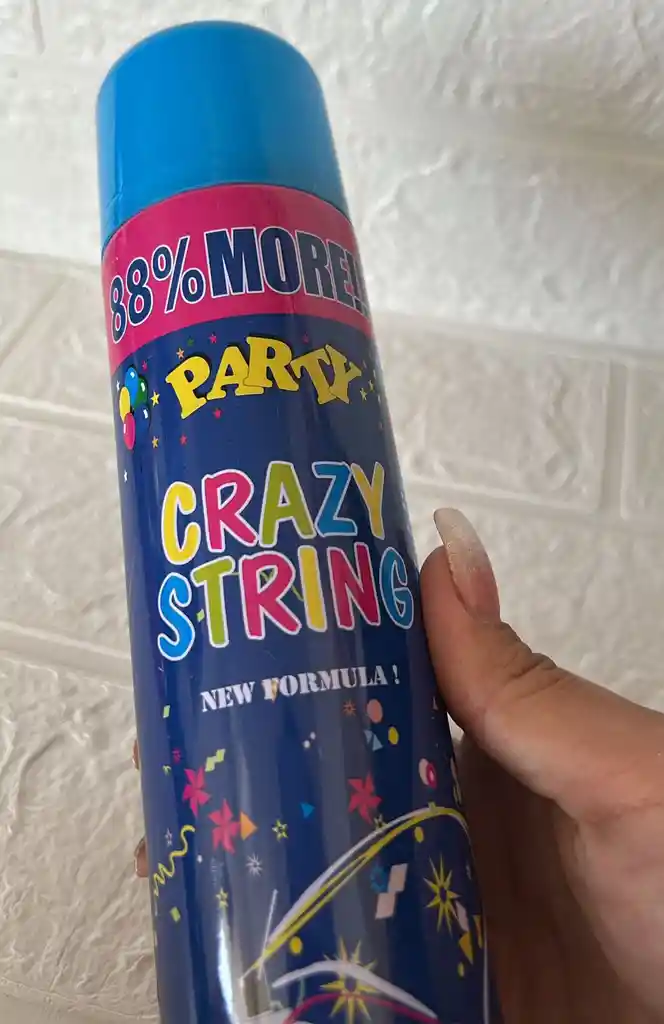 88% MORE!!
PARTY
CRAZY
STRING
NEW FORMULA !